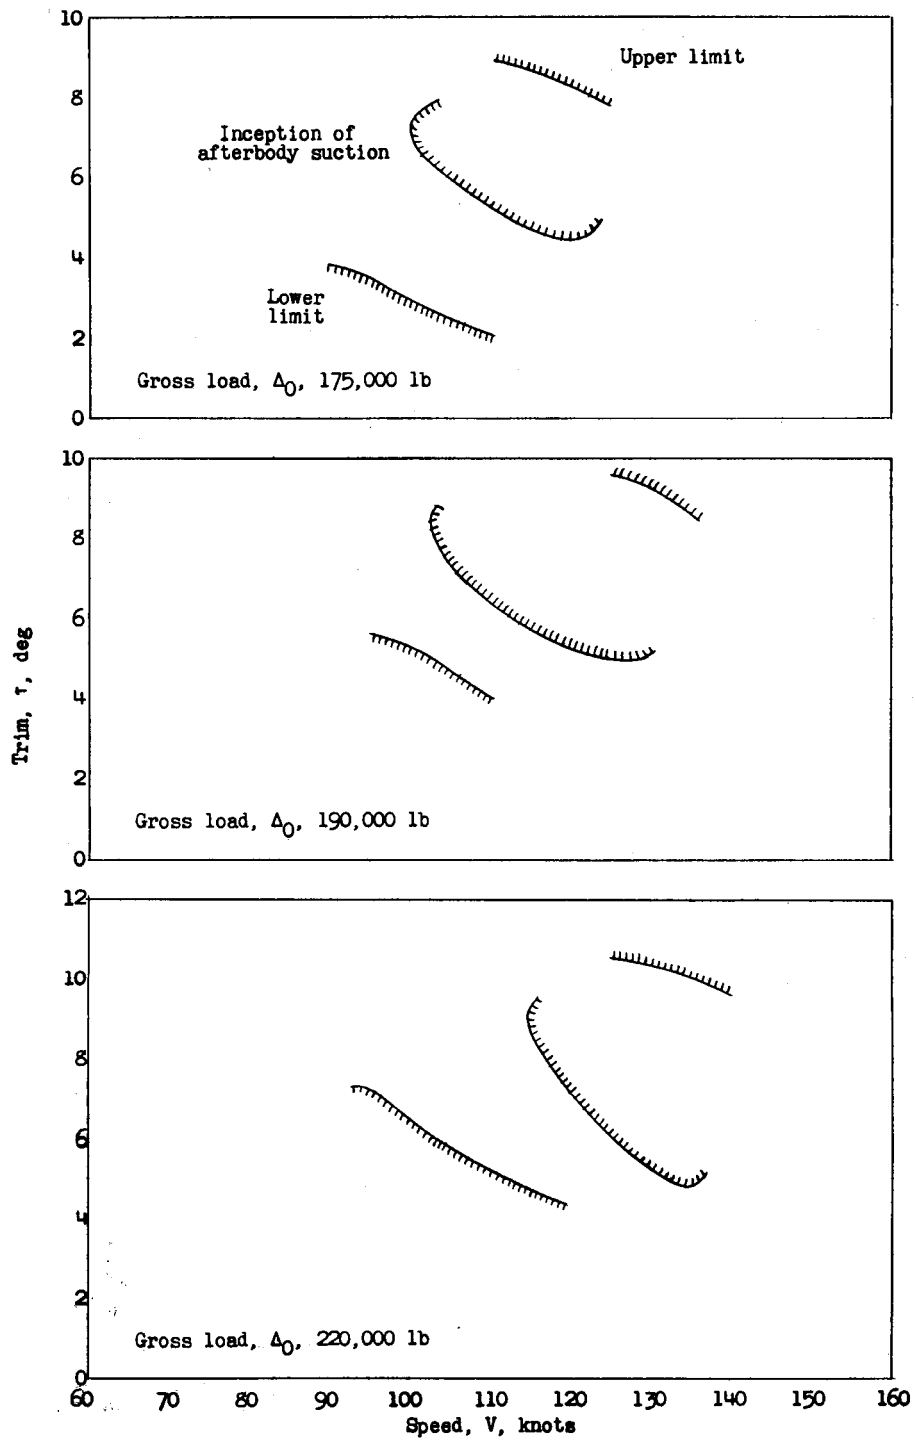 10
8
6
4
2
0
Upper limit
Inception of
afterbody suction
Lower
limit
Gross load, Δ0, 175,000 lb
10
8
6
4
2
0
Gross load, Δ0, 190,000 lb
Trim, τ, deg
12
10
8
6
4
2
0
Gross load, Δ0, 220,000 lb
60 70 80 90 100 110 120 130 140 150 160
Speed, V, knots